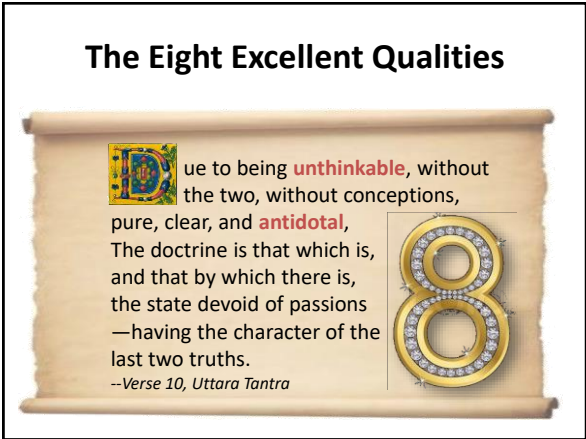 The Eight Excellent Qualities
Due to being unthinkable, without
the two, without conceptions,
pure, clear, and antidotal,
The doctrine is that which is,
and that by which there is,
the state devoid of passions
—having the character of the
last two truths.
--Verse 10, Uttara Tantra
8